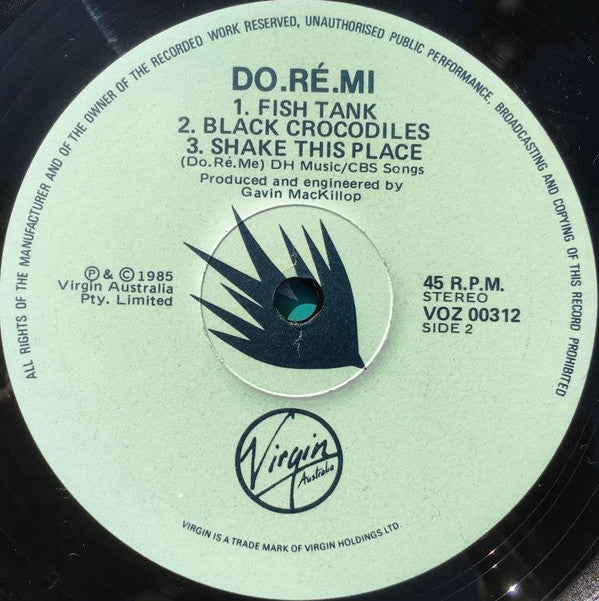 ALL RIGHTS OF THE MANUFACTURER AND OF THE OWNER OF THE RECORDED WORK RESERVED, UNAUTHORISED PUBLIC PERFORMANCE, BROADCASTING AND COPYING OF THIS RECORD PROHIBITED
DO.RÉ.MI
1. FISH TANK
2. BLACK CROCODILES
3. SHAKE THIS PLACE
(Do.Ré.Me) DH Music/CBS Songs
Produced and engineered by
Gavin MacKillop
℗ & © 1985
Virgin Australia
Pty. Limited
45 R.P.M.
STEREO
VOZ 00312
SIDE 2
Virgin
Australia
VIRGIN IS A TRADE MARK OF VIRGIN HOLDINGS LTD.